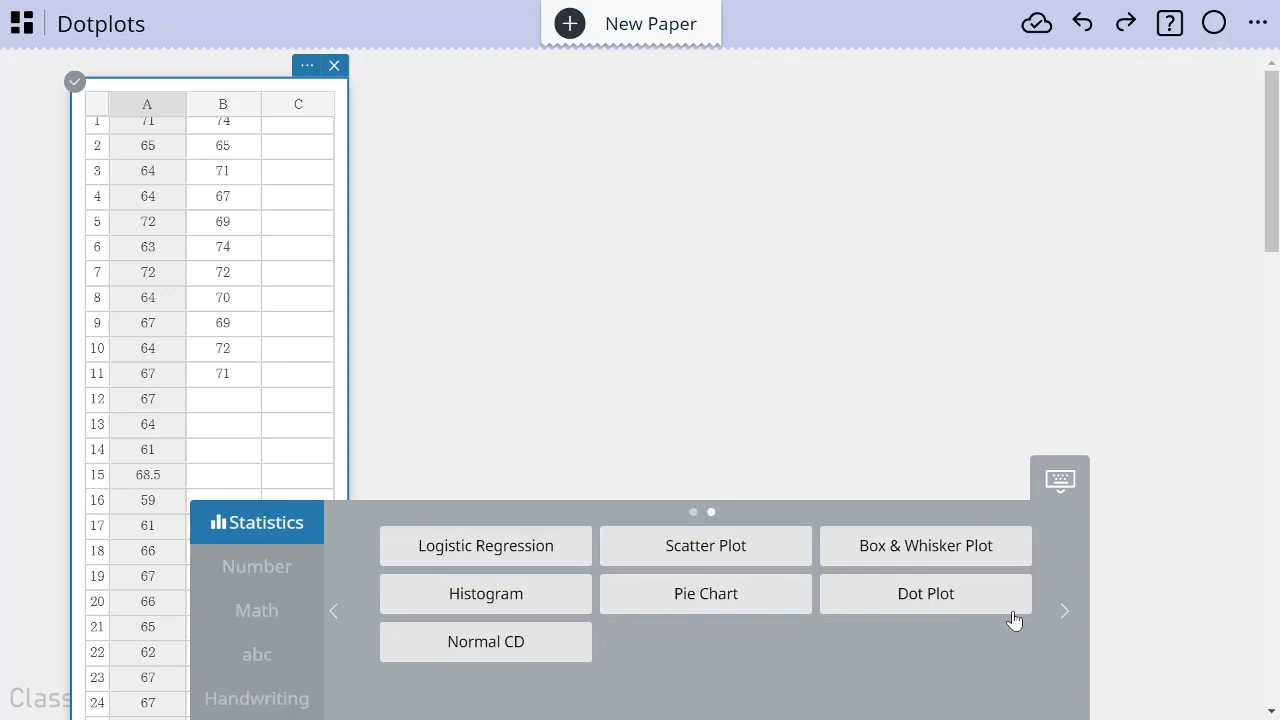 Dotplots
New Paper
A B C
1 71 74
2 65 65
3 64 71
4 64 67
5 72 69
6 63 74
7 72 72
8 64 70
9 67 69
10 64 72
11 67 71
12 67
13 64
14 61
15 68.5
16 59
17 61
18 66
19 67
20 66
21 65
22 62
23 67
24 67
Statistics
Number
Math
abc
Handwriting
Logistic Regression Scatter Plot Box & Whisker Plot
Histogram Pie Chart Dot Plot
Normal CD
Class